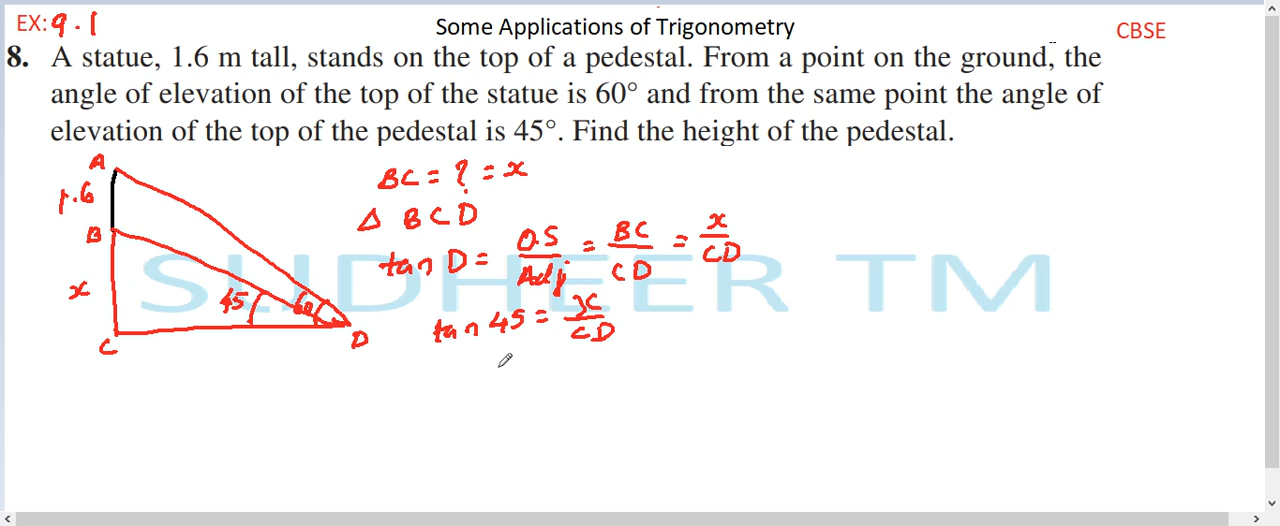 EX: 9.1
Some Applications of Trigonometry
CBSE
8. A statue, 1.6 m tall, stands on the top of a pedestal. From a point on the ground, the
angle of elevation of the top of the statue is 60° and from the same point the angle of
elevation of the top of the pedestal is 45°. Find the height of the pedestal.
A
1.6
B
x
C
45
60
D
BC = ? = x
Δ BCD
tan D = OS/Adj = BC/CD = x/CD
tan 45 = x/CD
SUDHEER TM